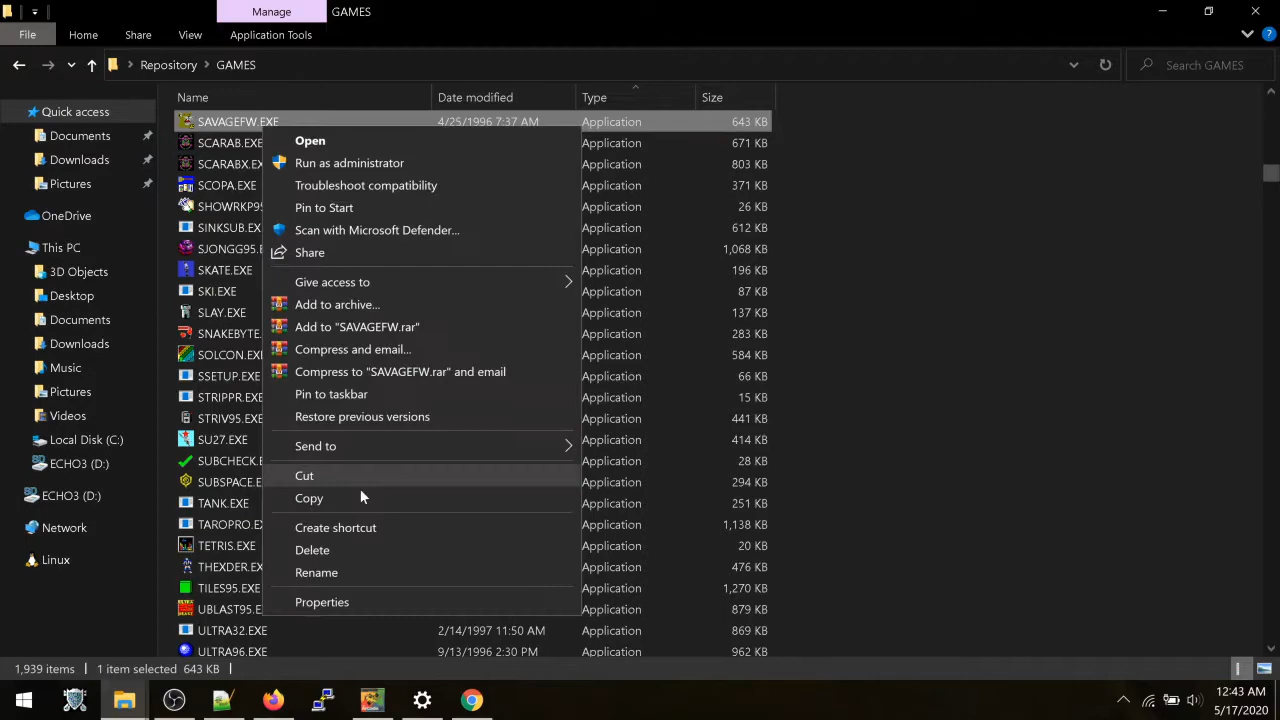 Manage GAMES
File Home Share View Application Tools
Repository GAMES Search GAMES
Name Date modified Type Size
Quick access
Documents
Downloads
Pictures
OneDrive
This PC
3D Objects
Desktop
Documents
Downloads
Music
Pictures
Videos
Local Disk (C:)
ECHO3 (D:)
ECHO3 (D:)
Network
Linux
SAVAGEFW.EXE 4/25/1996 7:37 AM Application 643 KB
SCARAB.EXE Application 671 KB
SCARABX.EX Application 803 KB
SCOPA.EXE Application 371 KB
SHOWRKP95 Application 26 KB
SINKSUB.EX Application 612 KB
SJONGG95.E Application 1,068 KB
SKATE.EXE Application 196 KB
SKI.EXE Application 87 KB
SLAY.EXE Application 137 KB
SNAKEBYTE. Application 283 KB
SOLCON.EX Application 584 KB
SSETUP.EXE Application 66 KB
STRIPPR.EXE Application 15 KB
STRIV95.EXE Application 441 KB
SU27.EXE Application 414 KB
SUBCHECK.E Application 28 KB
SUBSPACE.E Application 294 KB
TANK.EXE Application 251 KB
TAROPRO.EX Application 1,138 KB
TETRIS.EXE Application 20 KB
THEXDER.EX Application 476 KB
TILES95.EXE Application 1,270 KB
UBLAST95.E Application 879 KB
ULTRA32.EXE 2/14/1997 11:50 AM Application 869 KB
ULTRA96.EXE 9/13/1996 2:30 PM Application 962 KB
Open
Run as administrator
Troubleshoot compatibility
Pin to Start
Scan with Microsoft Defender...
Share
Give access to
Add to archive...
Add to "SAVAGEFW.rar"
Compress and email...
Compress to "SAVAGEFW.rar" and email
Pin to taskbar
Restore previous versions
Send to
Cut
Copy
Create shortcut
Delete
Rename
Properties
1,939 items 1 item selected 643 KB
12:43 AM
5/17/2020